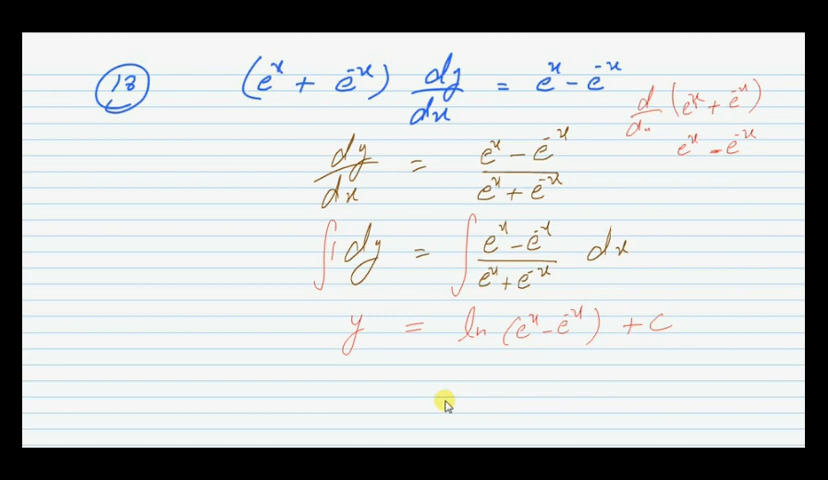 18 (e^x + e^-x) dy/dx = e^x - e^-x
d/dx (e^x + e^-x)
e^x - e^-x
dy/dx = e^x - e^-x / e^x + e^-x
∫1 dy = ∫ e^x - e^-x / e^x + e^-x dx
y = ln (e^x - e^-x) + c